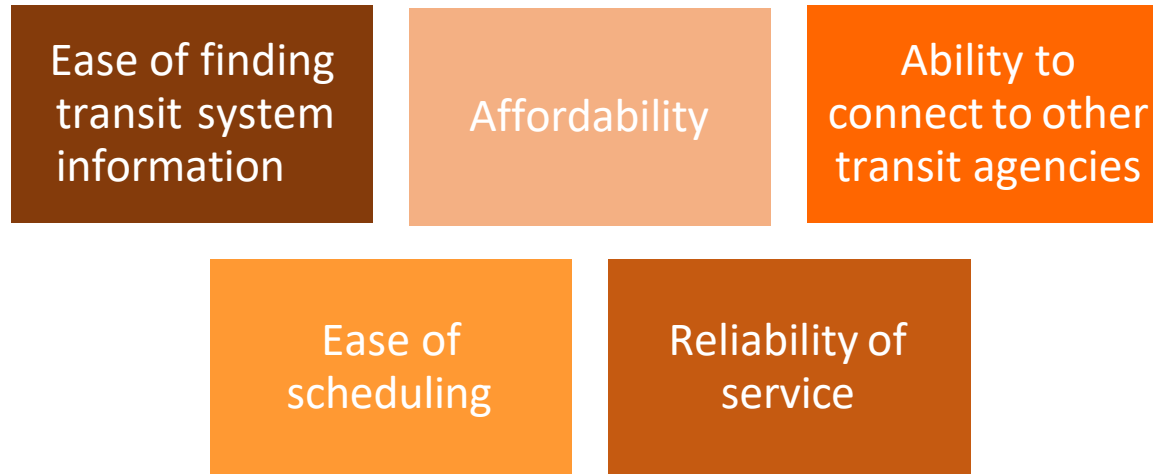 Ease of finding
transit system
information
Affordability
Ability to
connect to other
transit agencies
Ease of
scheduling
Reliability of
service